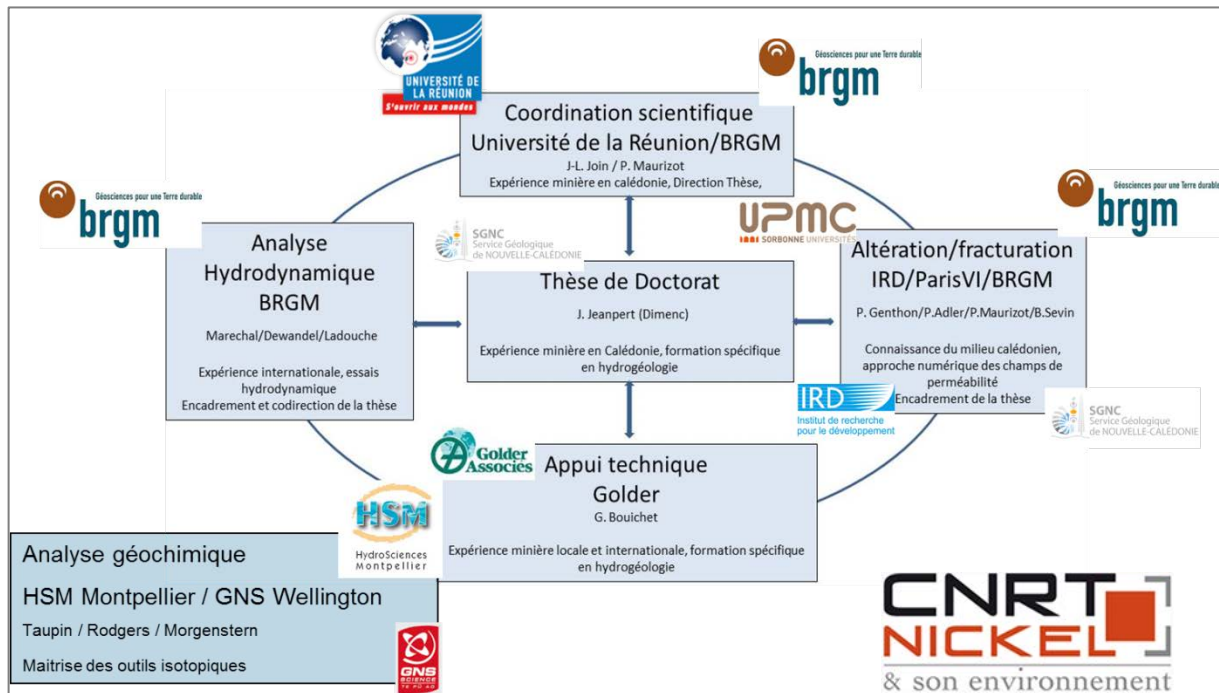 UNIVERSITÉ DE
LA RÉUNION
S'ouvrir aux mondes
Géosciences pour une Terre durable
brgm
Coordination scientifique
Université de la Réunion/BRGM
J-L. Join / P. Maurizot
Expérience minière en calédonie, Direction Thèse,
Géosciences pour une Terre durable
brgm
Géosciences pour une Terre durable
brgm
SGNC
Service Géologique
de NOUVELLE-CALÉDONIE
UPMC
SORBONNE UNIVERSITÉS
Analyse
Hydrodynamique
BRGM
Marechal/Dewandel/Ladouche
Expérience internationale, essais
hydrodynamique
Encadrement et codirection de la thèse
Thèse de Doctorat
J. Jeanpert (Dimenc)
Expérience minière en Calédonie, formation spécifique
en hydrogéologie
Altération/fracturation
IRD/ParisVI/BRGM
P. Genthon/P.Adler/P.Maurizot/B.Sevin
Connaissance du milieu calédonien,
approche numérique des champs de
perméabilité
Encadrement de la thèse
IRD
Institut de recherche
pour le développement
SGNC
Service Géologique
de NOUVELLE-CALÉDONIE
Golder
Associés
Appui technique
Golder
G. Bouichet
Expérience minière locale et internationale, formation spécifique
en hydrogéologie
HSM
HydroSciences
Montpellier
Analyse géochimique
HSM Montpellier / GNS Wellington
Taupin / Rodgers / Morgenstern
Maitrise des outils isotopiques
GNS
SCIENCE
TE PŪ AO
CNRT
NICKEL
& son environnement